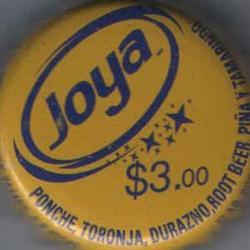 Joya
$3.00
PONCHE, TORONJA, DURAZNO, ROOT BEER, PIÑA Y TAMARINDO